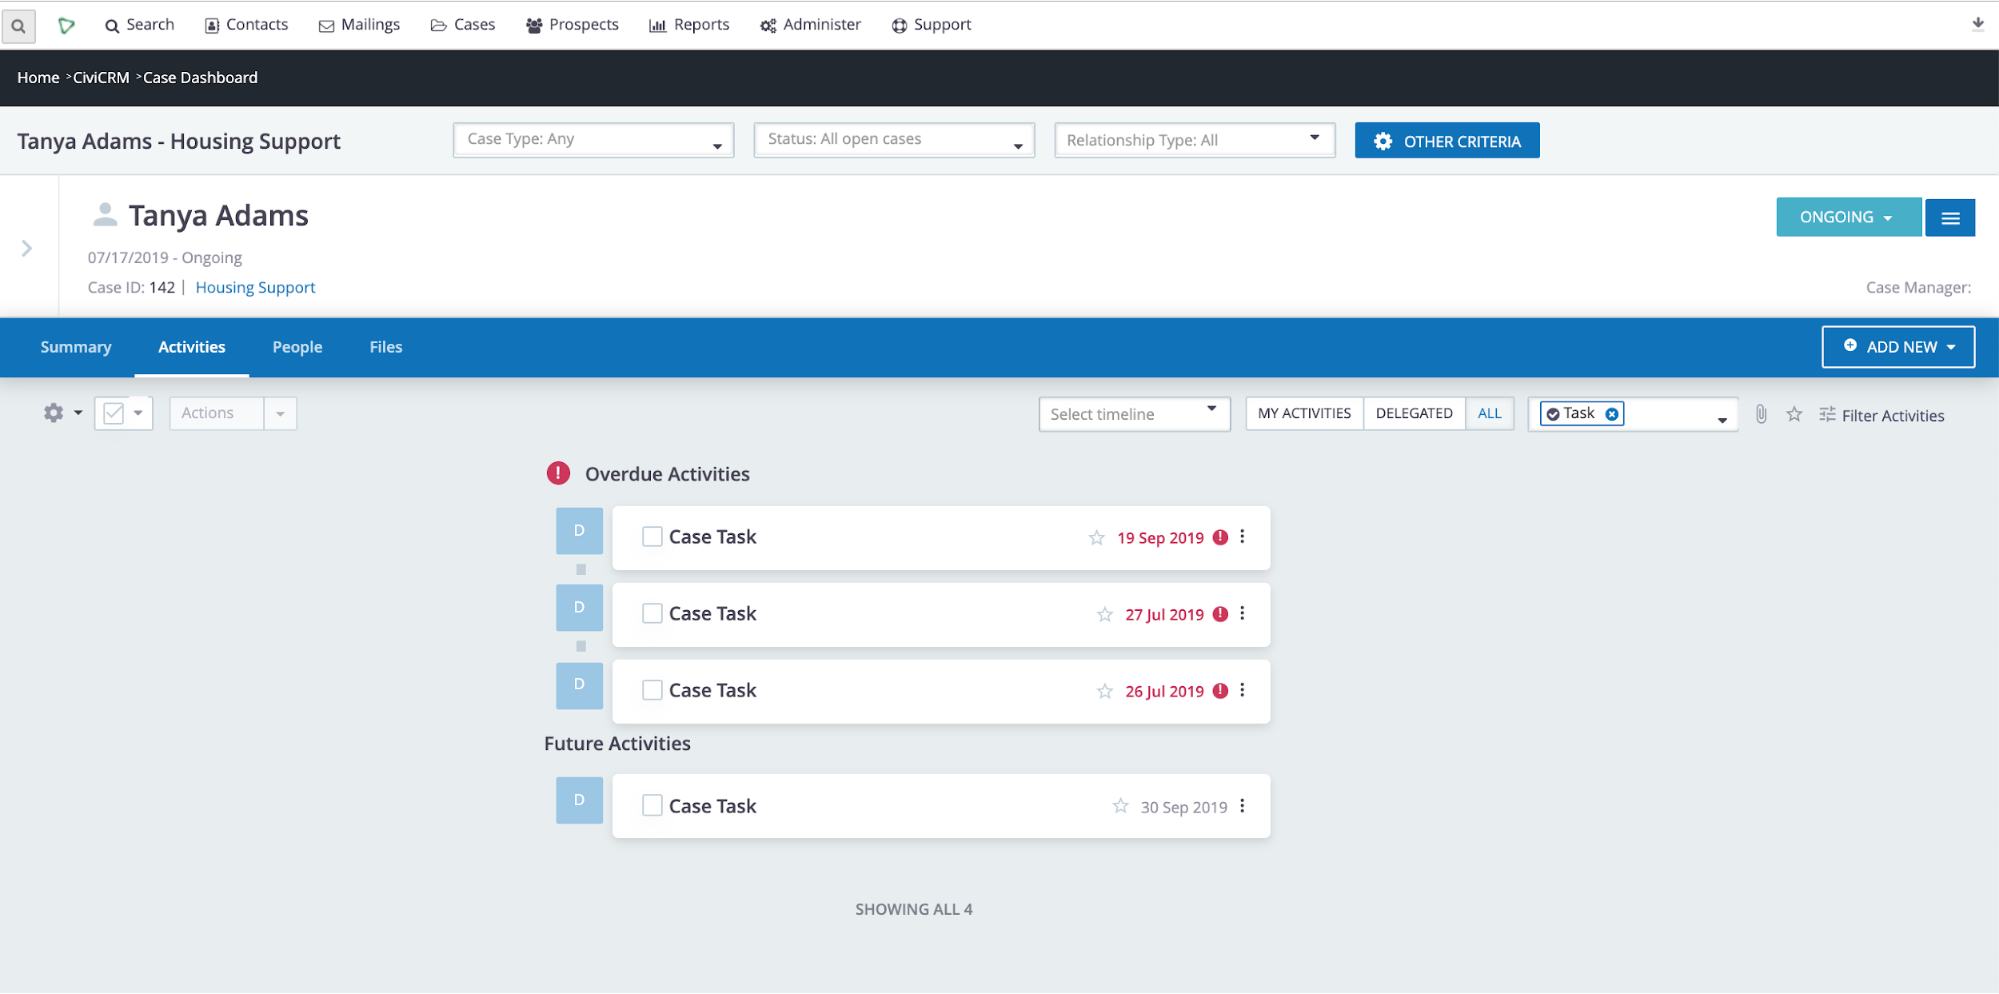 Search Contacts Mailings Cases Prospects Reports Administer Support
Home > CiviCRM > Case Dashboard
Tanya Adams - Housing Support Case Type: Any Status: All open cases Relationship Type: All OTHER CRITERIA
Tanya Adams
ONGOING
07/17/2019 - Ongoing
Case ID: 142 | Housing Support
Case Manager:
Summary Activities People Files ADD NEW
Actions Select timeline MY ACTIVITIES DELEGATED ALL Task Filter Activities
Overdue Activities
D Case Task 19 Sep 2019
D Case Task 27 Jul 2019
D Case Task 26 Jul 2019
Future Activities
D Case Task 30 Sep 2019
SHOWING ALL 4